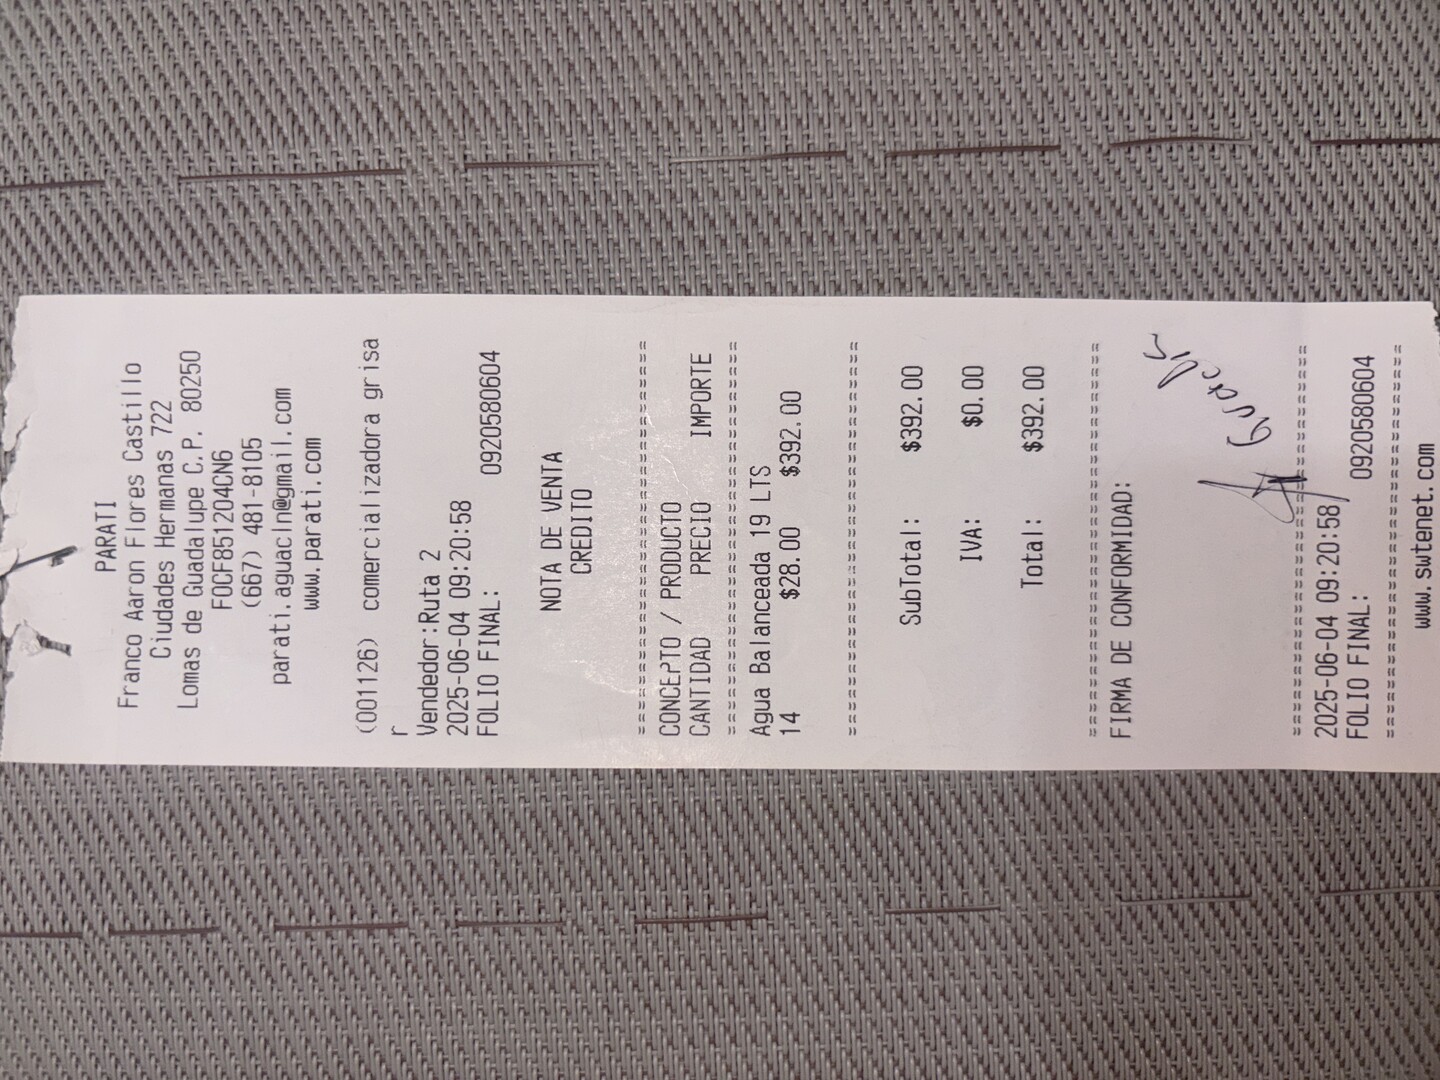 PARATI
Franco Aaron Flores Castillo
Ciudades Hermanas 722
Lomas de Guadalupe C.P. 80250
FOCF851204CN6
(667) 481-8105
parati.aguacln@gmail.com
www.parati.com
(001126) comercializadora grisa
r
Vendedor:Ruta 2
2025-06-04 09:20:58
FOLIO FINAL: 0920580604
NOTA DE VENTA
CREDITO
===============================
CONCEPTO / PRODUCTO
CANTIDAD PRECIO IMPORTE
===============================
Agua Balanceada 19 LTS
14 $28.00 $392.00
===============================
SubTotal: $392.00
IVA: $0.00
Total: $392.00
===============================
FIRMA DE CONFORMIDAD:
===============================
2025-06-04 09:20:58
FOLIO FINAL: 0920580604
===============================
www.swtenet.com